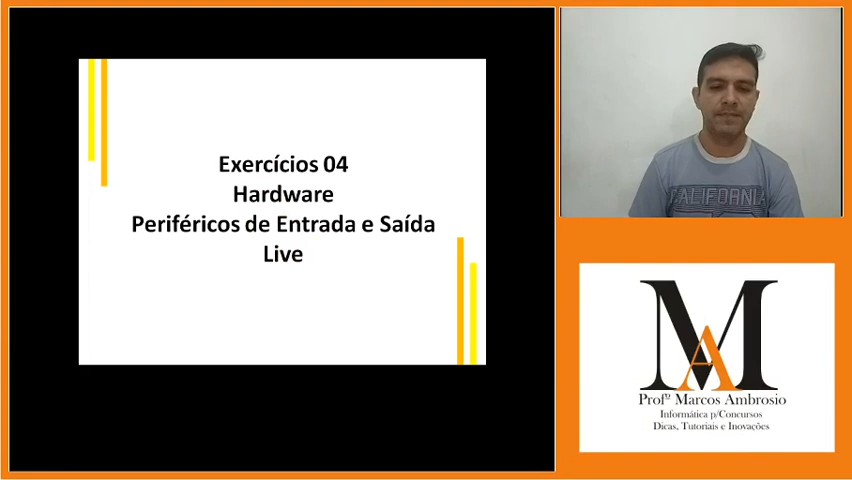 Exercícios 04
Hardware
Periféricos de Entrada e Saída
Live
CALIFORNIA
MA
Profº Marcos Ambrosio
Informática p/Concursos
Dicas, Tutoriais e Inovações